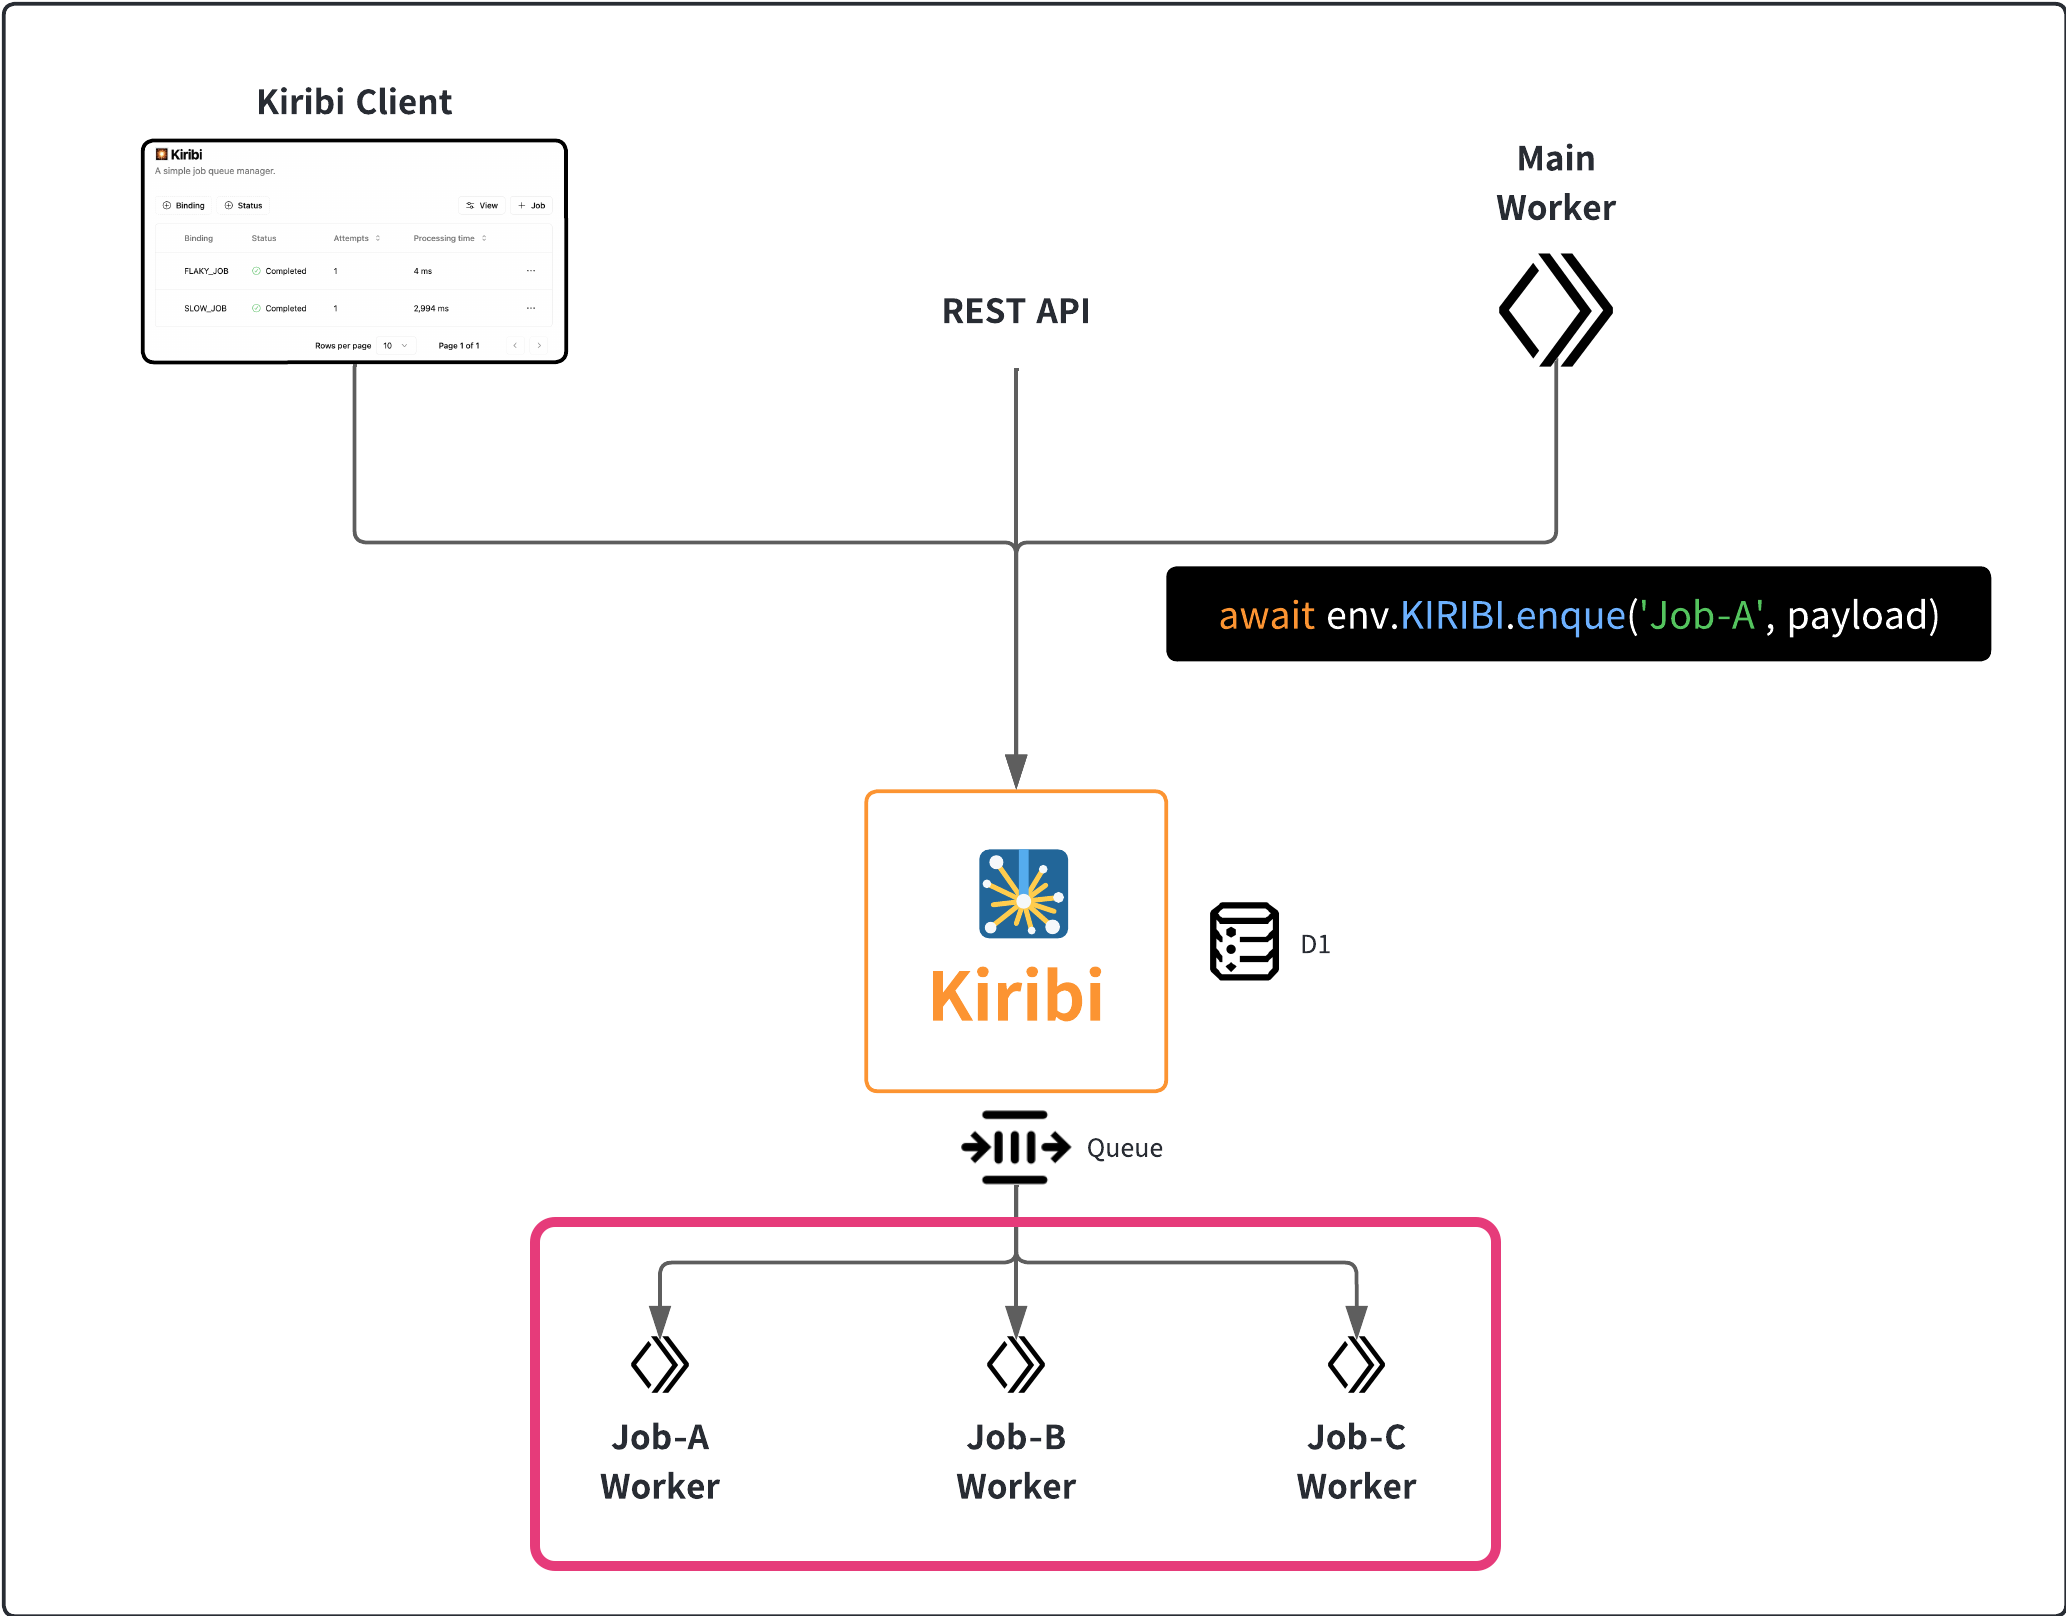 Kiribi Client
Kiribi
A simple job queue manager.
Binding Status View Job
Binding Status Attempts Processing time
FLAKY_JOB Completed 1 4 ms
SLOW_JOB Completed 1 2,994 ms
Rows per page 10 Page 1 of 1
REST API
Main
Worker
await env.KIRIBI.enque('Job-A', payload)
Kiribi
D1
Queue
Job-A
Worker
Job-B
Worker
Job-C
Worker